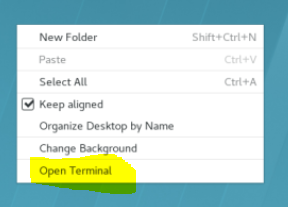 New Folder Shift+Ctrl+N
Paste Ctrl+V
Select All Ctrl+A
Keep aligned
Organize Desktop by Name
Change Background
Open Terminal